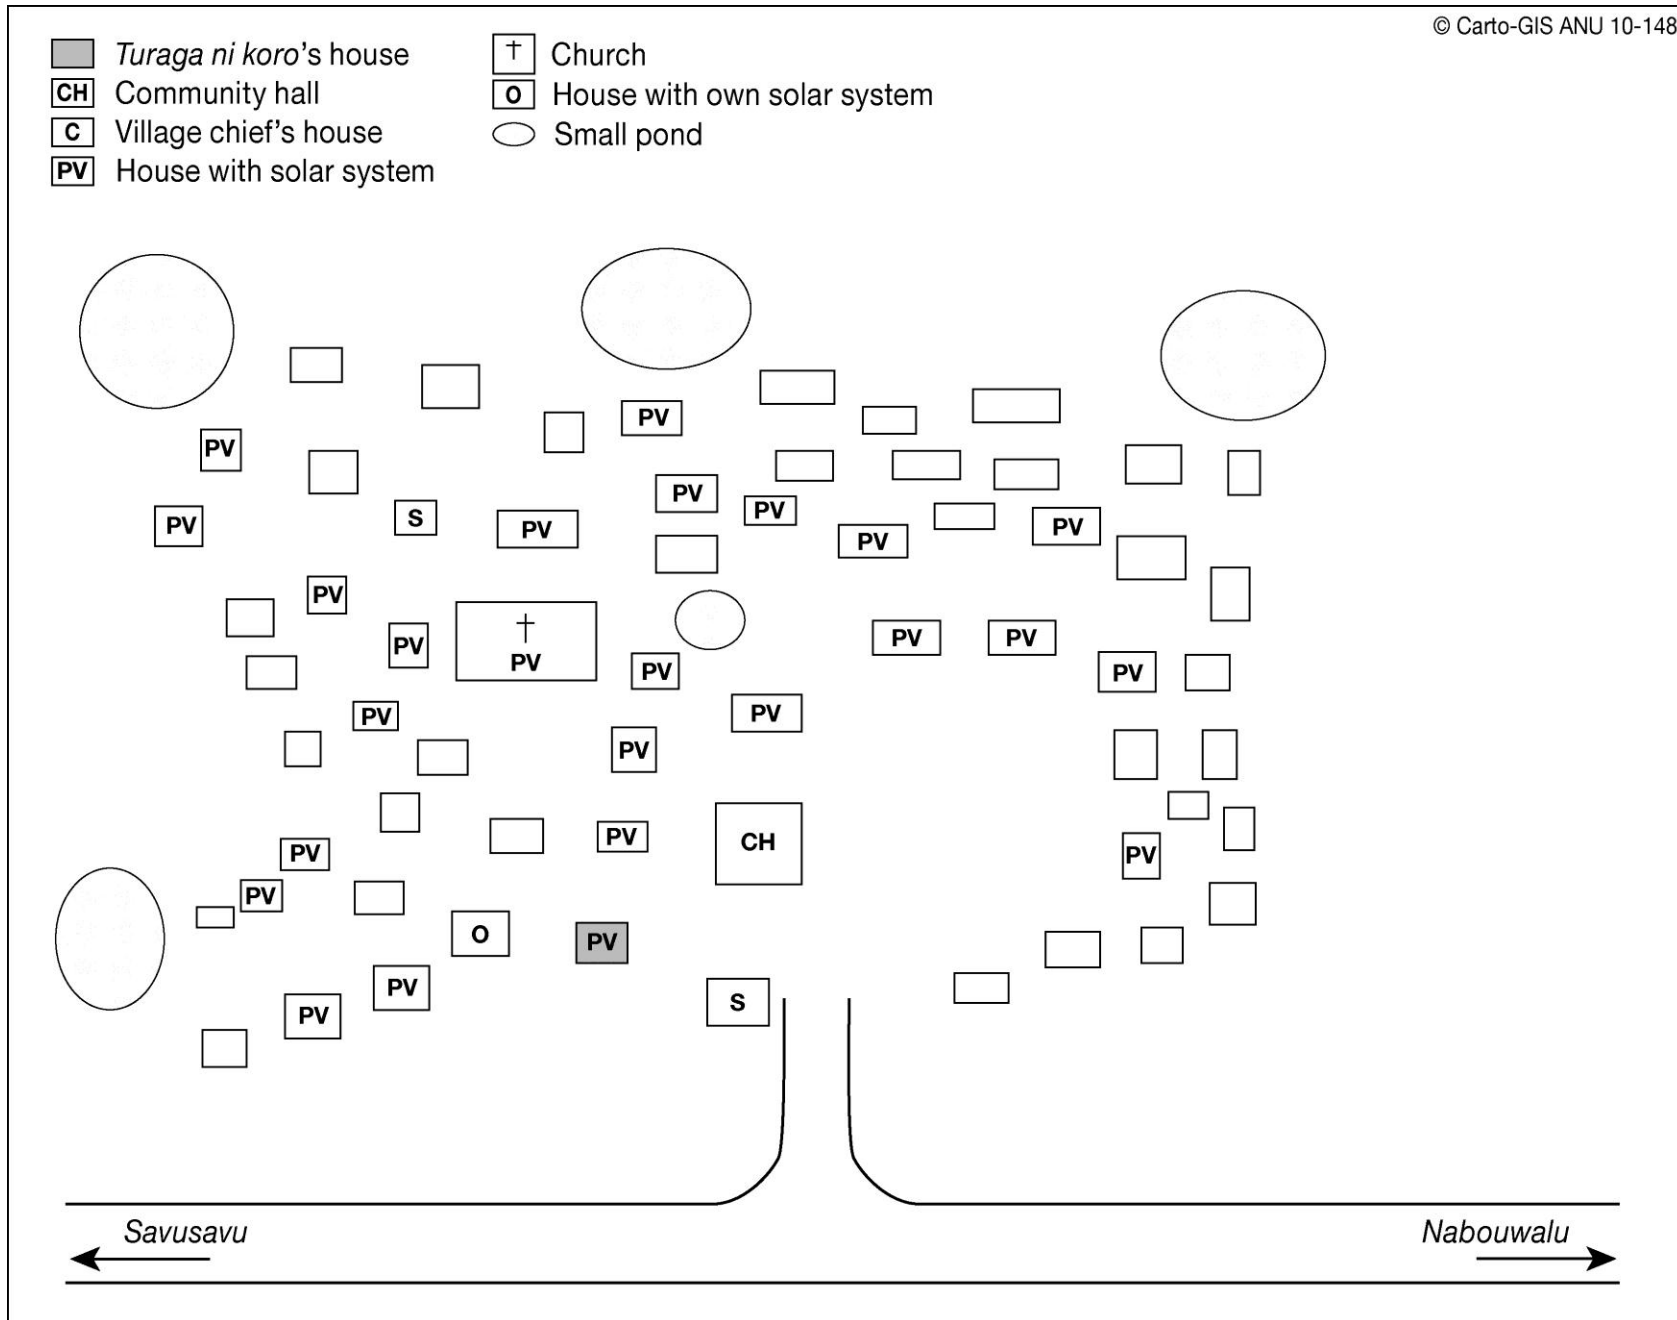 © Carto-GIS ANU 10-148
Turaga ni koro's house
CH Community hall
C Village chief's house
PV House with solar system
† Church
O House with own solar system
Small pond
PV
PV
PV
PV
PV
S
PV
PV
PV
PV
PV
PV
†
PV
PV
PV
PV
PV
PV
PV
PV
PV
CH
PV
PV
PV
O
PV
PV
PV
S
Savusavu
Nabouwalu